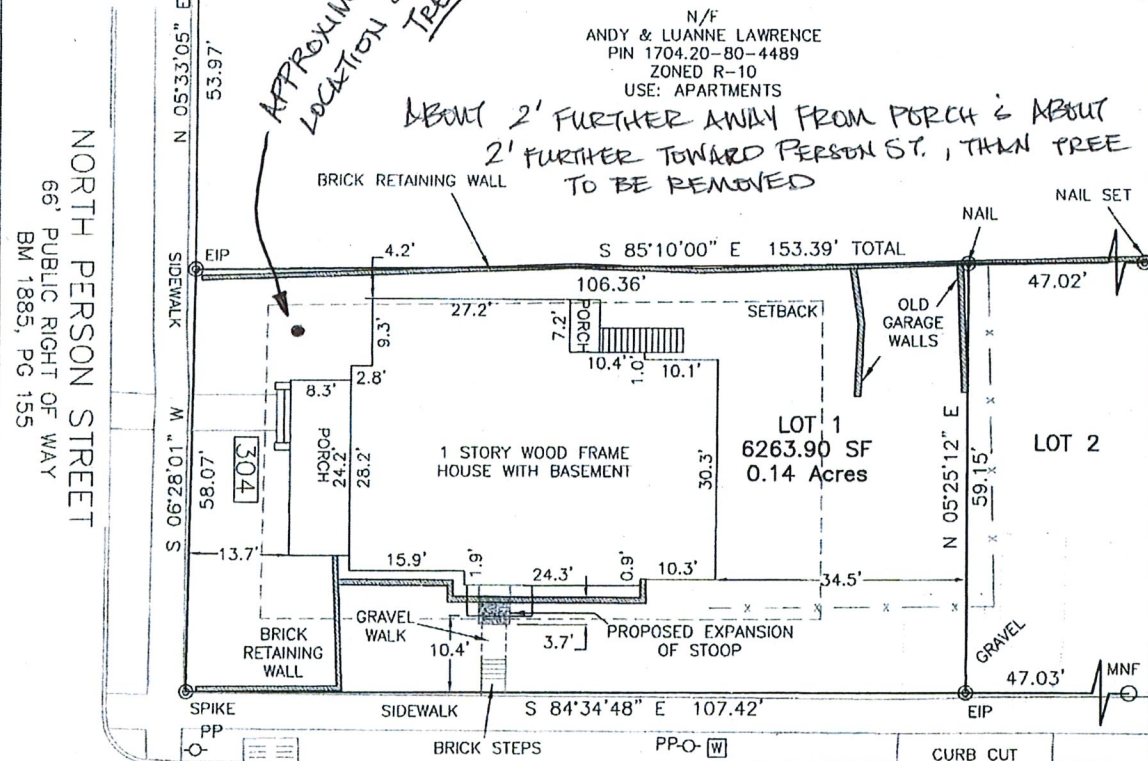 N/F
ANDY & LUANNE LAWRENCE
PIN 1704.20-80-4489
ZONED R-10
USE: APARTMENTS
LOCATION
TREE
ABOUT 2' FURTHER AWAY FROM PORCH & ABOUT
2' FURTHER TOWARD PERSON ST., THAN TREE
TO BE REMOVED
N 05°33'05" E
53.97'
NORTH PERSON STREET
66' PUBLIC RIGHT OF WAY
BM 1885, PG 155
BRICK RETAINING WALL
NAIL SET
NAIL
EIP
4.2'
S 85°10'00" E 153.39' TOTAL
106.36'
47.02'
SIDEWALK
27.2'
9.3'
7.2'
PORCH
SETBACK
OLD
GARAGE
WALLS
10.4'
1.0'
10.1'
2.8'
8.3'
PORCH
24.2'
28.2'
1 STORY WOOD FRAME
HOUSE WITH BASEMENT
30.3'
LOT 1
6263.90 SF
0.14 Acres
LOT 2
N 05°25'12" E
59.15'
S 06°28'01" W
58.07'
304
13.7'
15.9'
1.9'
24.3'
0.9'
10.3'
34.5'
BRICK
RETAINING
WALL
GRAVEL
WALK
10.4'
3.7'
PROPOSED EXPANSION
OF STOOP
GRAVEL
47.03'
MNF
SPIKE
SIDEWALK
S 84°34'48" E 107.42'
EIP
PP
BRICK STEPS
PP
W
CURB CUT